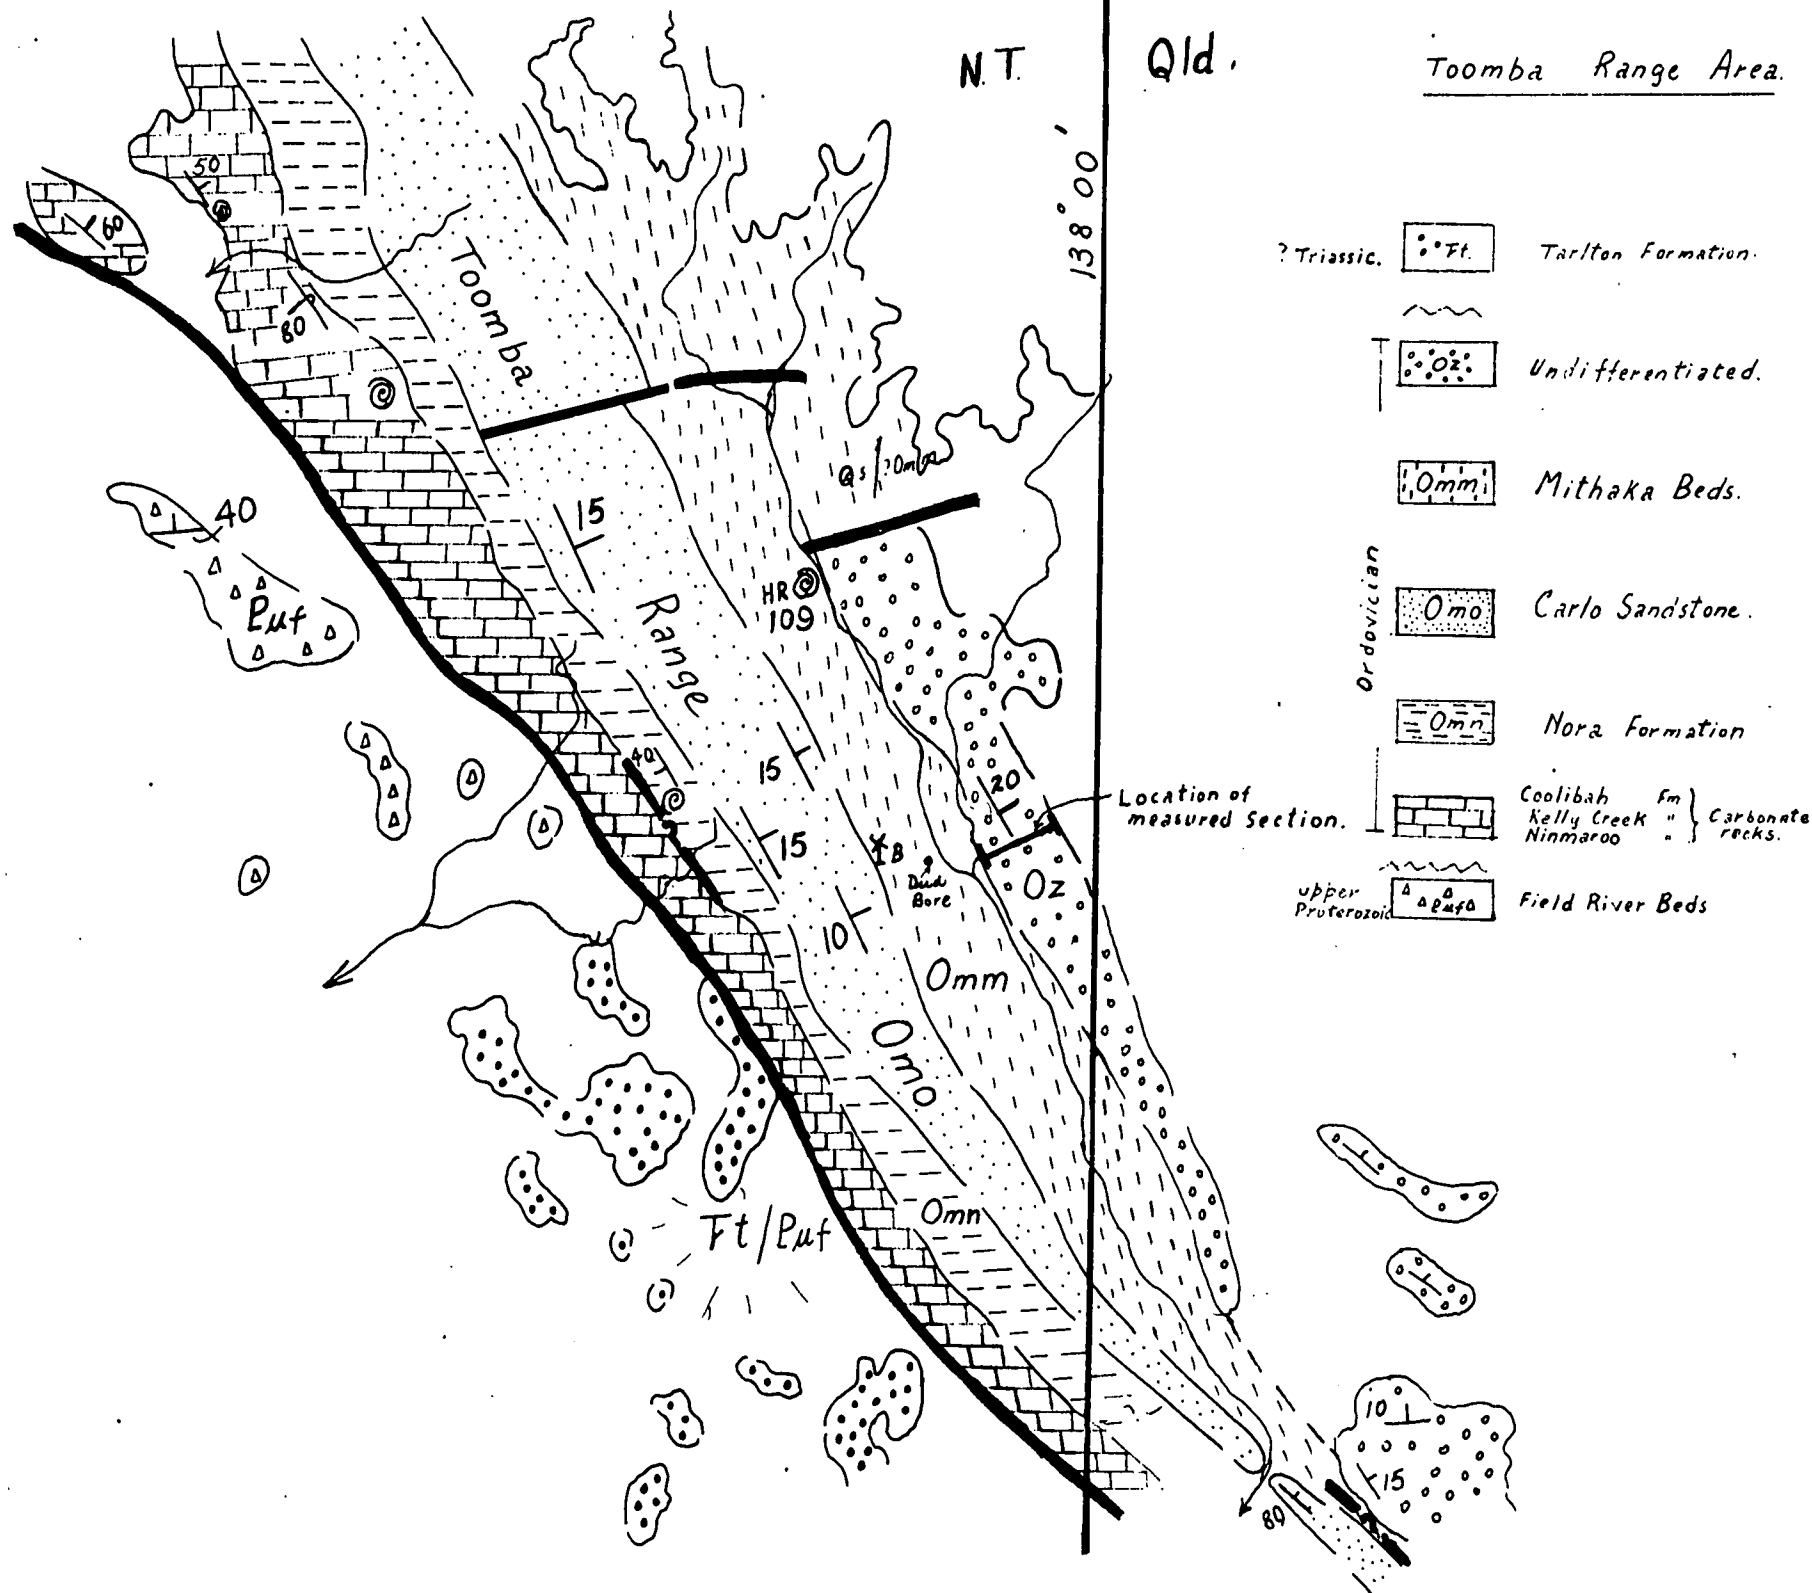 N.T.
Qld.
Toomba Range Area.
138°00'
50
60
80
Toomba
Range
? Triassic.
Ft.
Tarlton Formation.
Oz
Undifferentiated.
Omm
Mithaka Beds.
Ordovician
Omo
Carlo Sandstone.
Omn
Nora Formation
Coolibah Fm
Kelly Creek "
Ninmaroo "
Carbonate
rocks.
upper
Proterozoic
Puf
Field River Beds
40
Puf
15
HR
109
40
15
15
10
B
Dud
Bore
20
Location of
measured section.
Oz
Omm
Omo
Omn
Ft/Puf
10
15
80